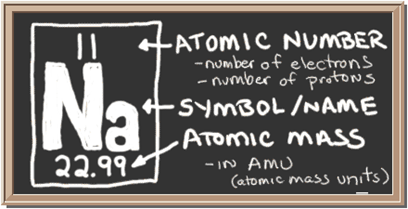 11
Na
22.99
ATOMIC NUMBER
-number of electrons
-number of protons
SYMBOL/NAME
ATOMIC MASS
-IN AMU
(atomic mass units)